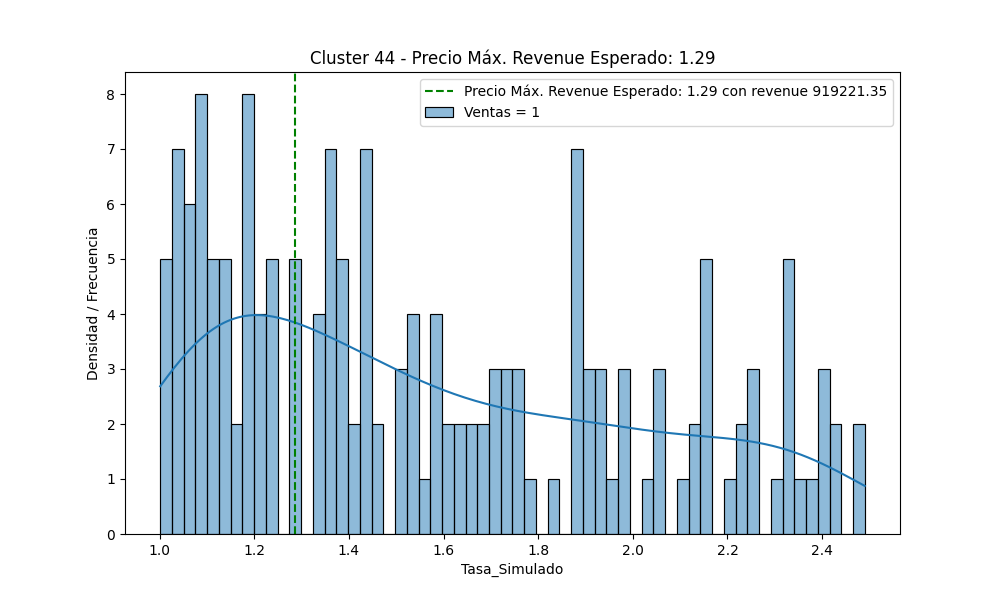 Cluster 44 - Precio Máx. Revenue Esperado: 1.29
Precio Máx. Revenue Esperado: 1.29 con revenue 919221.35
Ventas = 1
Densidad / Frecuencia
8
7
6
5
4
3
2
1
0
1.0 1.2 1.4 1.6 1.8 2.0 2.2 2.4
Tasa_Simulado